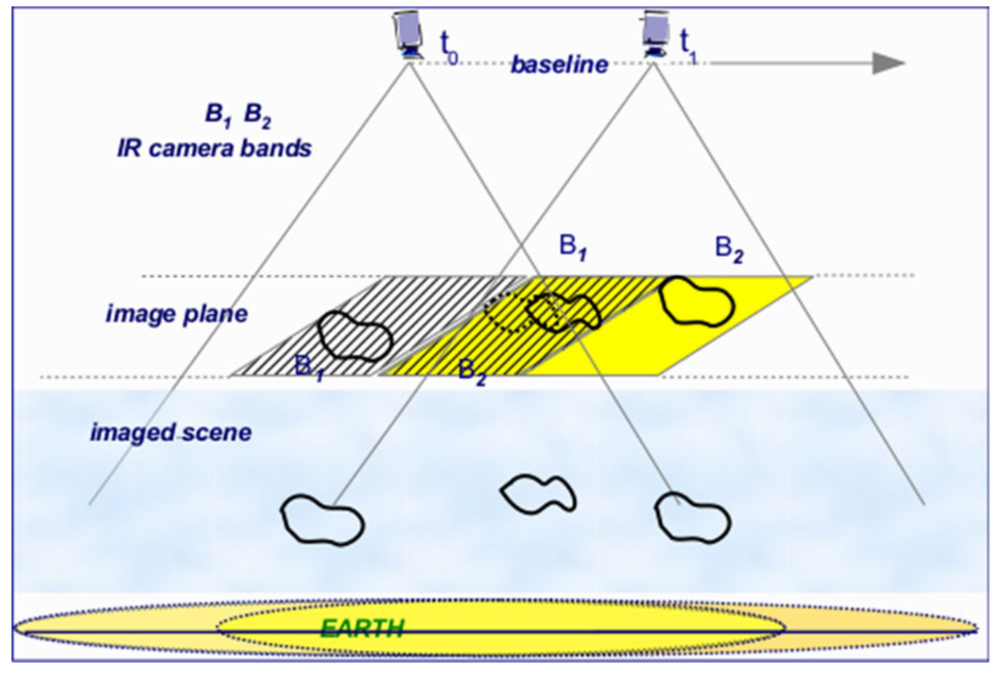 t0
t1
baseline
B1 B2
IR camera bands
B1
B2
image plane
B1
B2
imaged scene
EARTH